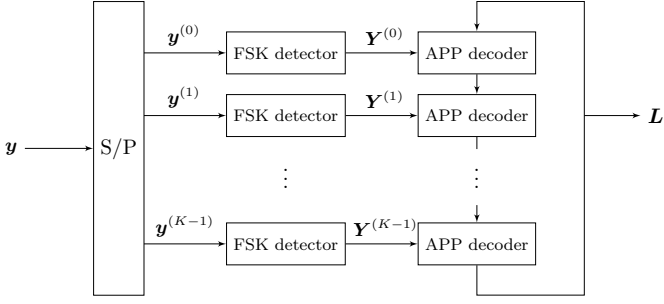 y
S/P
y^(0)
FSK detector
Y^(0)
APP decoder
y^(1)
FSK detector
Y^(1)
APP decoder
⋮
⋮
y^(K−1)
FSK detector
Y^(K−1)
APP decoder
L